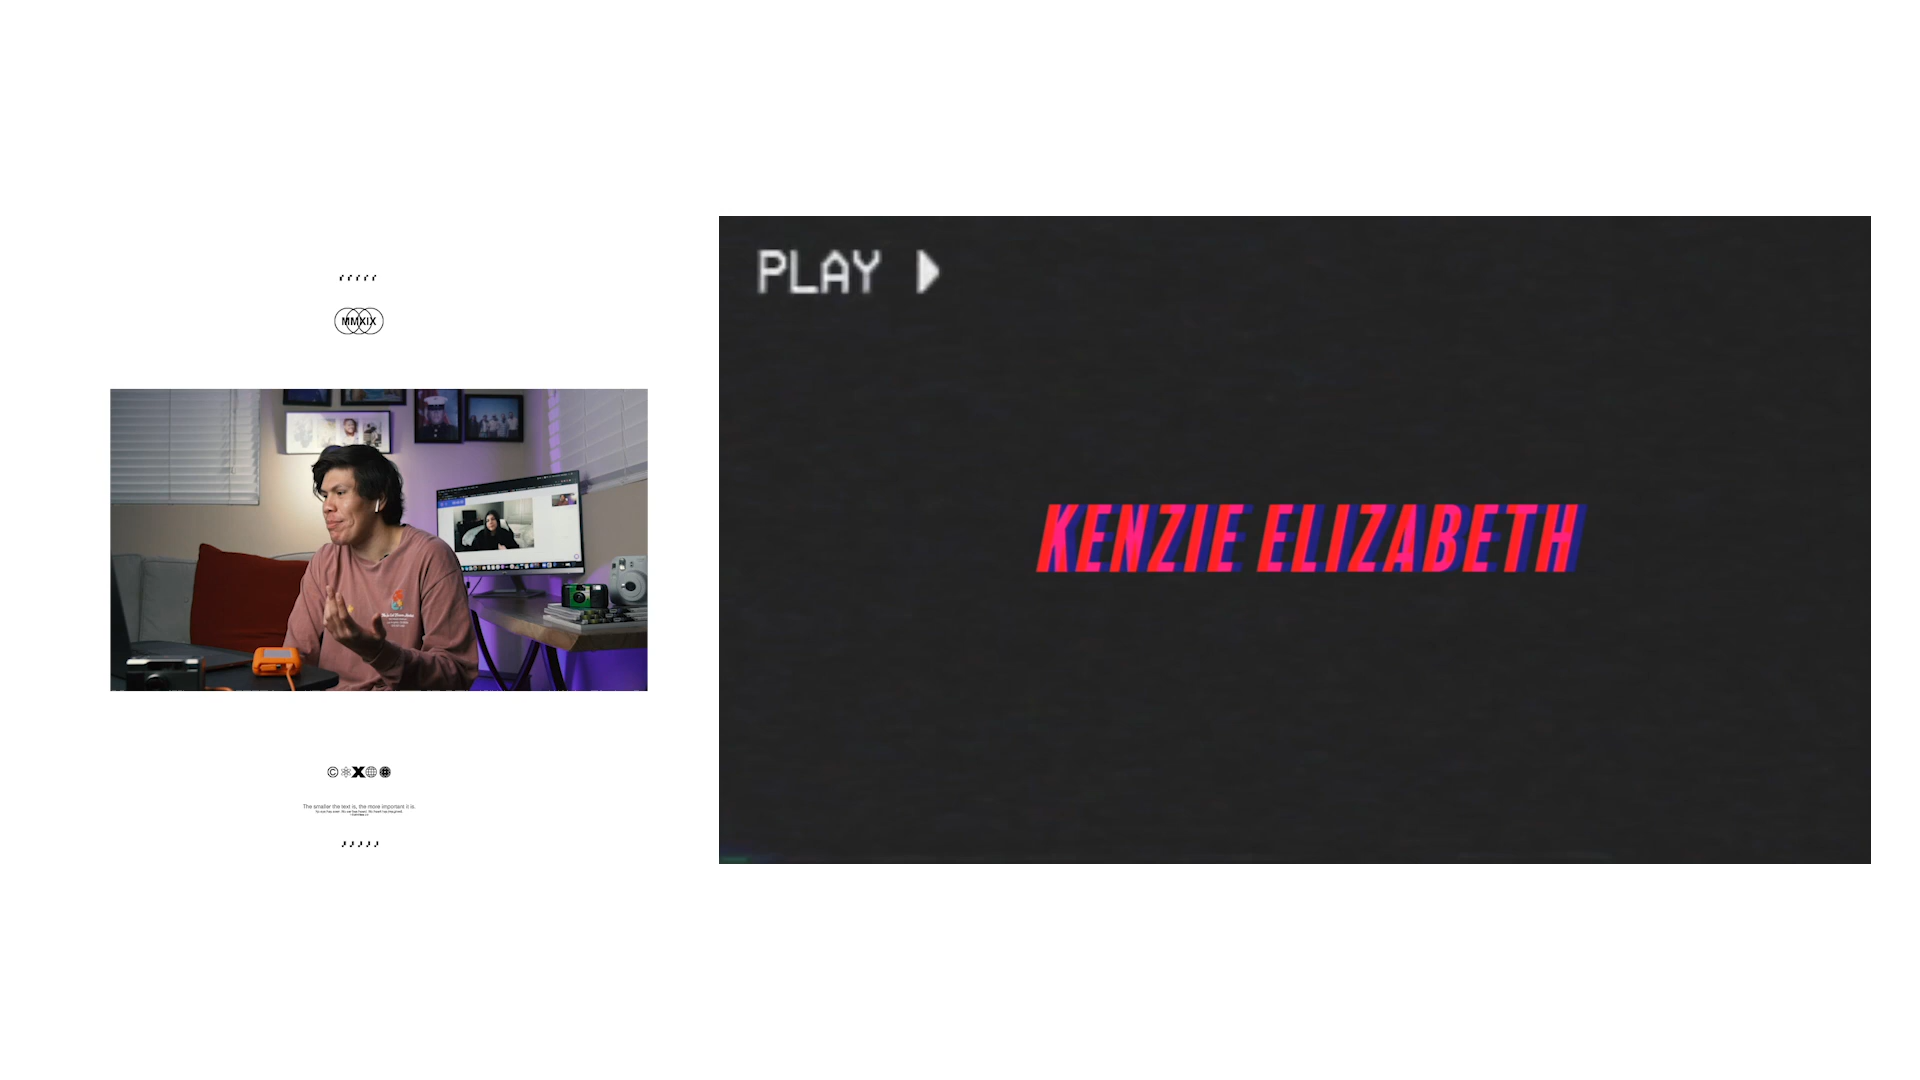 MMXIX
The smaller the text is, the more important it is.
PLAY
KENZIE ELIZABETH